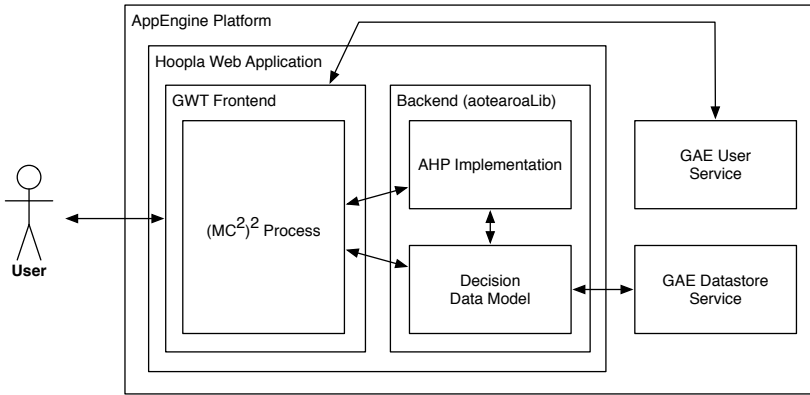 AppEngine Platform
Hoopla Web Application
GWT Frontend
Backend (aotearoaLib)
(MC²)² Process
AHP Implementation
Decision
Data Model
GAE User
Service
GAE Datastore
Service
User